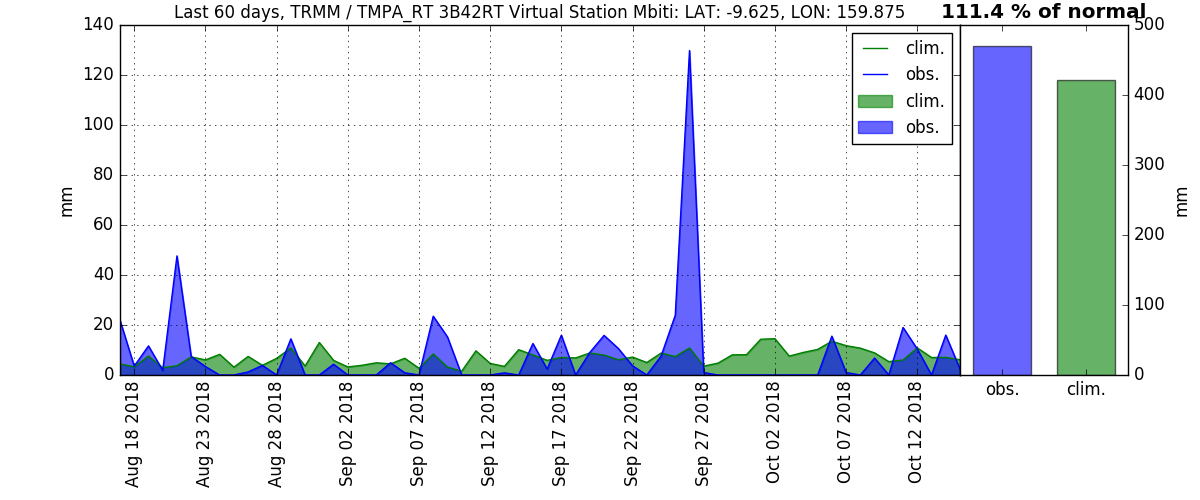 Last 60 days, TRMM / TMPA_RT 3B42RT Virtual Station Mbiti: LAT: -9.625, LON: 159.875
111.4 % of normal
mm
140
120
100
80
60
40
20
0
clim.
obs.
clim.
obs.
500
400
300
200
100
0
mm
obs.
clim.
Aug 18 2018
Aug 23 2018
Aug 28 2018
Sep 02 2018
Sep 07 2018
Sep 12 2018
Sep 17 2018
Sep 22 2018
Sep 27 2018
Oct 02 2018
Oct 07 2018
Oct 12 2018